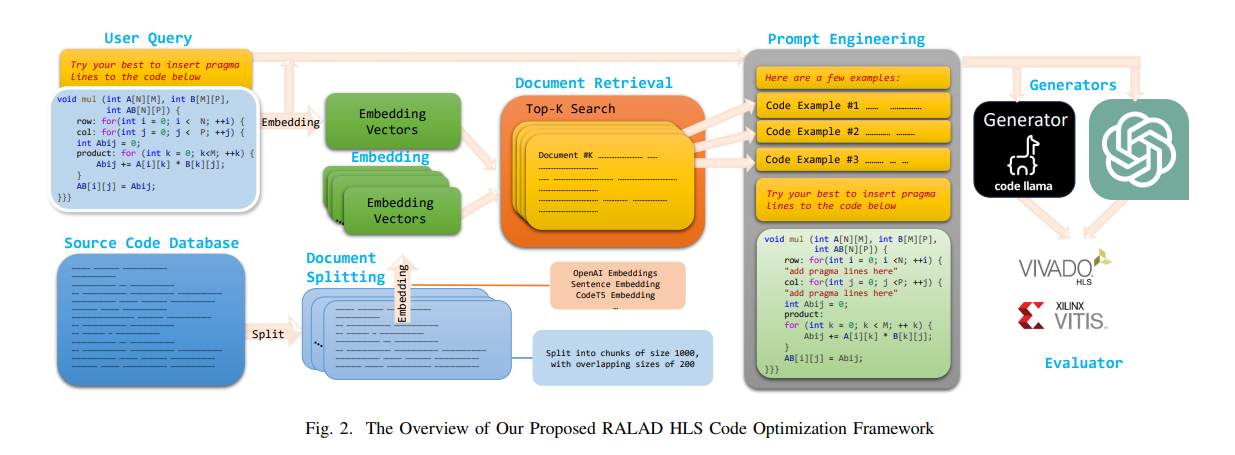 User Query
Try your best to insert pragma
lines to the code below
void mul (int A[N][M], int B[M][P],
int AB[N][P]) {
row: for(int i = 0; i < N; ++i) {
col: for(int j = 0; j < P; ++j) {
int Abij = 0;
product: for (int k = 0; k<M; ++k) {
Abij += A[i][k] * B[k][j];
}
AB[i][j] = Abij;
}}}
Embedding
Embedding
Vectors
Embedding
Embedding
Vectors
...
Source Code Database
Split
Document
Splitting
...
Embedding
OpenAI Embeddings
Sentence Embedding
CodeT5 Embedding
…
Split into chunks of size 1000,
with overlapping sizes of 200
Document Retrieval
Top-K Search
Document #K
Prompt Engineering
Here are a few examples:
Code Example #1 …… ……………
Code Example #2 ………… ………
Code Example #3 ……… … …
Try your best to insert pragma
lines to the code below
void mul (int A[N][M], int B[M][P],
int AB[N][P]) {
row: for(int i = 0; i <N; ++i) {
"add pragma lines here"
col: for(int j = 0; j <P; ++j) {
"add pragma lines here"
int Abij = 0;
product:
for (int k = 0; k < M; ++ k) {
Abij += A[i][k] * B[k][j];
}
AB[i][j] = Abij;
}}}
Generators
Generator
code llama
VIVADO
HLS
XILINX
VITIS
Evaluator
Fig. 2. The Overview of Our Proposed RALAD HLS Code Optimization Framework